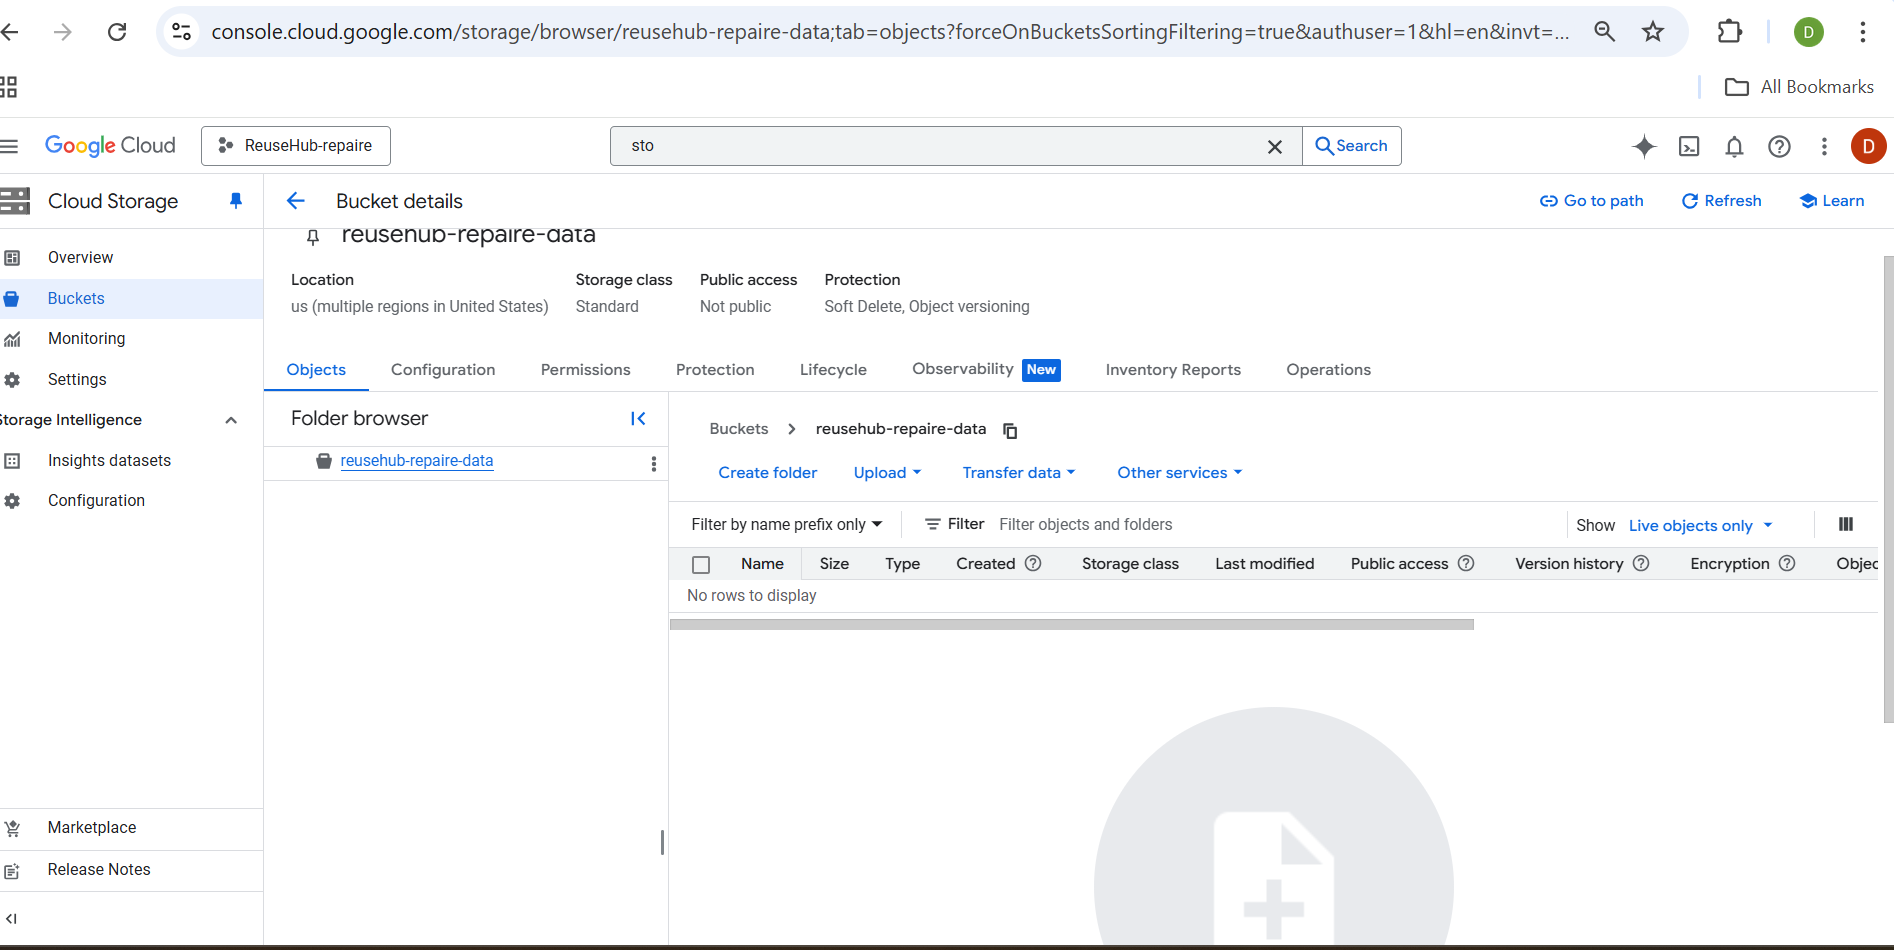 console.cloud.google.com/storage/browser/reusehub-repaire-data;tab=objects?forceOnBucketsSortingFiltering=true&authuser=1&hl=en&invt=...
D
All Bookmarks
Google Cloud
ReuseHub-repaire
sto
Search
D
Cloud Storage
Bucket details
Go to path
Refresh
Learn
Overview
Buckets
Monitoring
Settings
Storage Intelligence
Insights datasets
Configuration
Marketplace
Release Notes
reusehub-repaire-data
Location Storage class Public access Protection
us (multiple regions in United States) Standard Not public Soft Delete, Object versioning
Objects Configuration Permissions Protection Lifecycle Observability New Inventory Reports Operations
Folder browser
reusehub-repaire-data
Buckets > reusehub-repaire-data
Create folder Upload Transfer data Other services
Filter by name prefix only Filter Filter objects and folders Show Live objects only
Name Size Type Created Storage class Last modified Public access Version history Encryption Objec
No rows to display